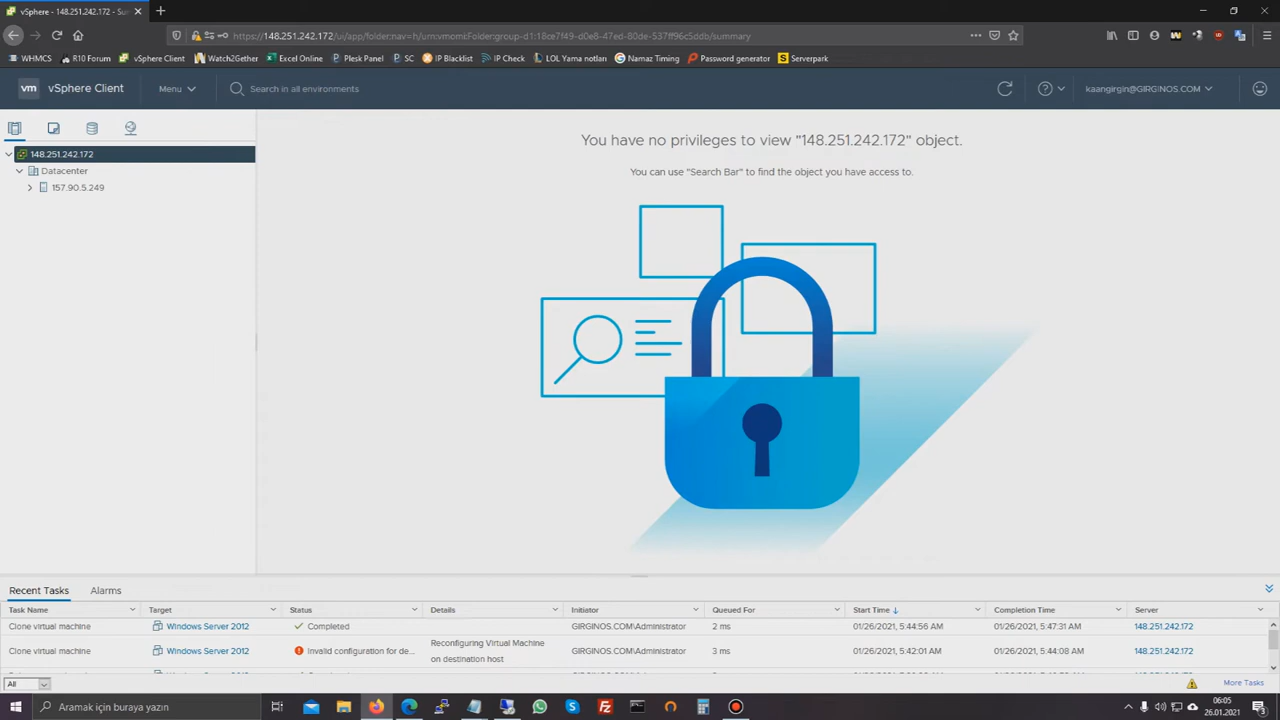 vSphere - 148.251.242.172 - Sum
https://148.251.242.172/ui/app/folder;nav=h/urn:vmomi:Folder:group-d1:18ce7f49-d0e8-47ed-80de-537ff96c5ddb/summary
WHMCS R10 Forum vSphere Client Watch2Gether Excel Online Plesk Panel SC IP Blacklist IP Check LOL Yama notları Namaz Timing Password generator Serverpark
vm vSphere Client Menu Search in all environments kaangirgin@GIRGINOS.COM
148.251.242.172
Datacenter
157.90.5.249
You have no privileges to view "148.251.242.172" object.
You can use "Search Bar" to find the object you have access to.
Recent Tasks Alarms
Task Name Target Status Details Initiator Queued For Start Time Completion Time Server
Clone virtual machine Windows Server 2012 Completed GIRGINOS.COM\Administrator 2 ms 01/26/2021, 5:44:56 AM 01/26/2021, 5:47:31 AM 148.251.242.172
Clone virtual machine Windows Server 2012 Invalid configuration for de... Reconfiguring Virtual Machine on destination host GIRGINOS.COM\Administrator 3 ms 01/26/2021, 5:42:01 AM 01/26/2021, 5:44:08 AM 148.251.242.172
All More Tasks
Aramak için buraya yazın
06:05
26.01.2021